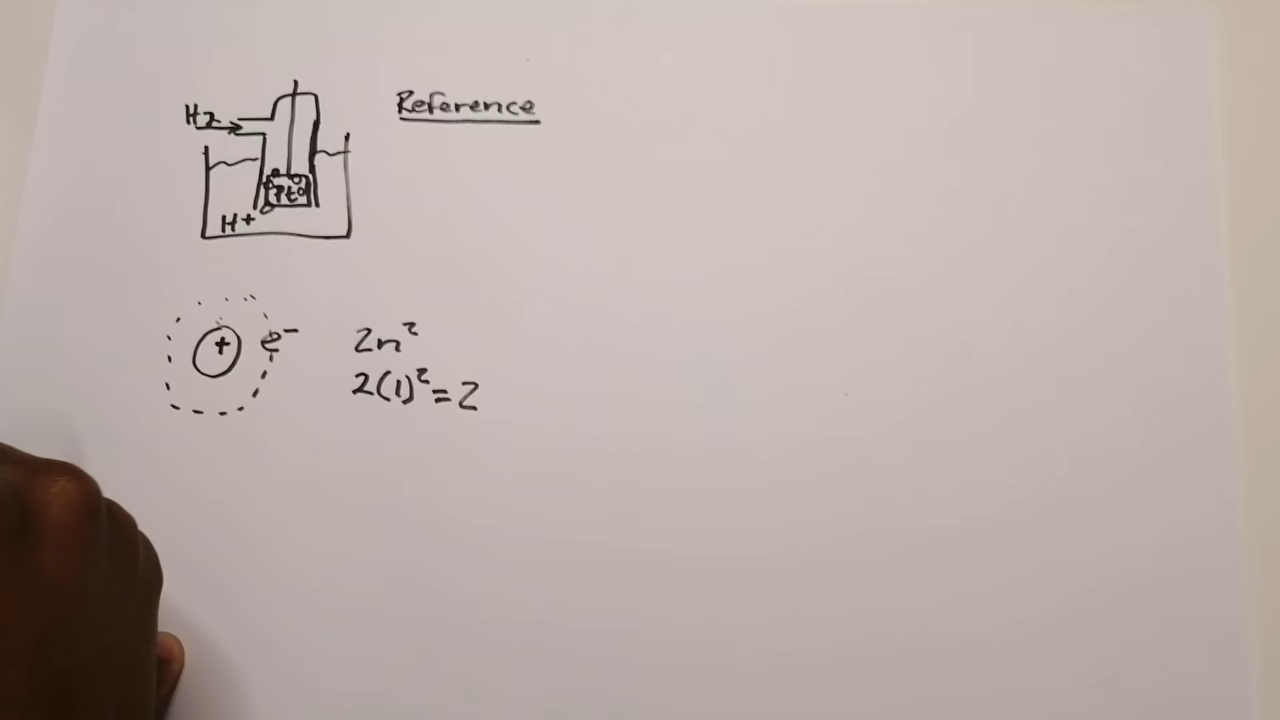 H2
Reference
Pt
H+
+ e⁻
2n²
2(1)² = 2